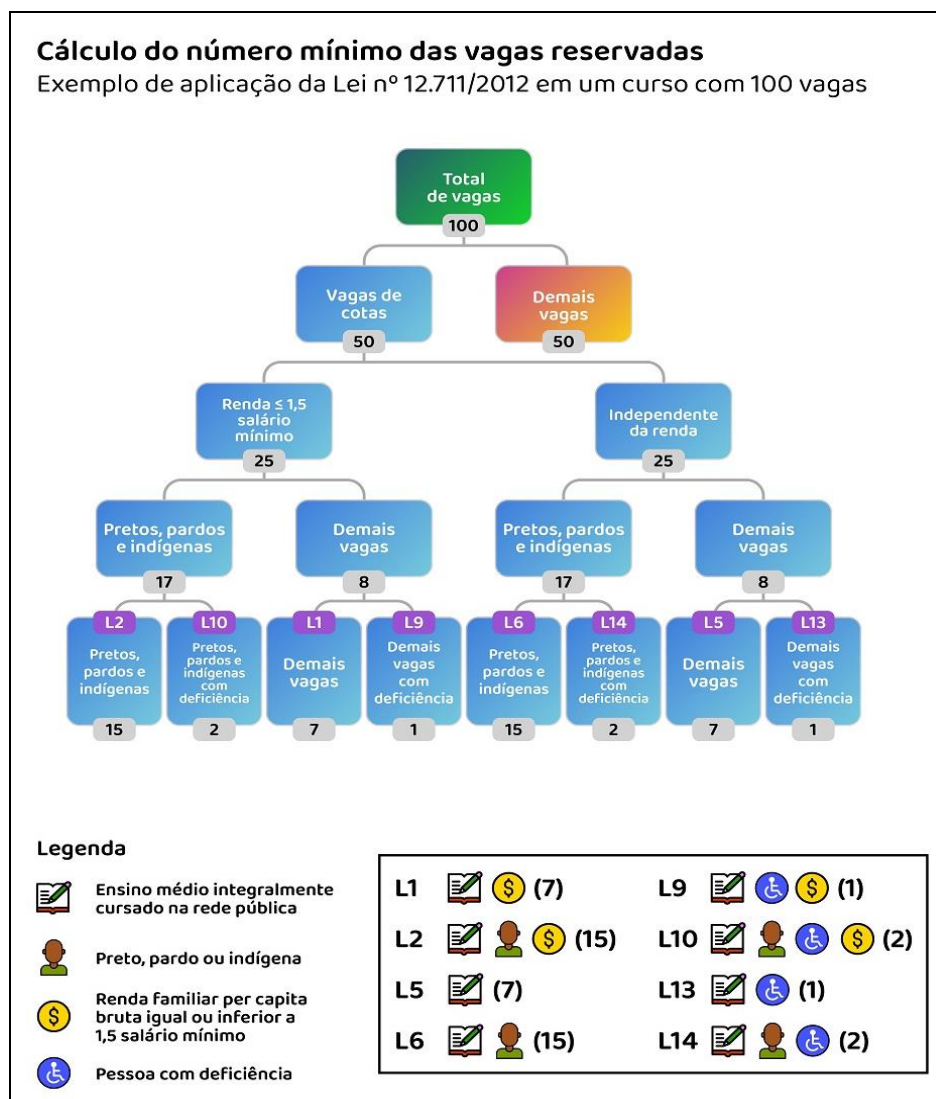 Cálculo do número mínimo das vagas reservadas
Exemplo de aplicação da Lei nº 12.711/2012 em um curso com 100 vagas
Total
de vagas
100
Vagas de
cotas
50
Demais
vagas
50
Renda ≤ 1,5
salário
mínimo
25
Independente
da renda
25
Pretos, pardos
e indígenas
17
Demais
vagas
8
Pretos, pardos
e indígenas
17
Demais
vagas
8
L2
Pretos,
pardos e
indígenas
15
L10
Pretos,
pardos e
indígenas
com
deficiência
2
L1
Demais
vagas
7
L9
Demais
vagas
com
deficiência
1
L6
Pretos,
pardos e
indígenas
15
L14
Pretos,
pardos e
indígenas com
deficiência
2
L5
Demais
vagas
7
L13
Demais
vagas
com
deficiência
1
Legenda
Ensino médio integralmente
cursado na rede pública
Preto, pardo ou indígena
Renda familiar per capita
bruta igual ou inferior a
1,5 salário mínimo
Pessoa com deficiência
L1 $ (7)
L2 $ (15)
L5 (7)
L6 (15)
L9 $ (1)
L10 $ (2)
L13 (1)
L14 (2)